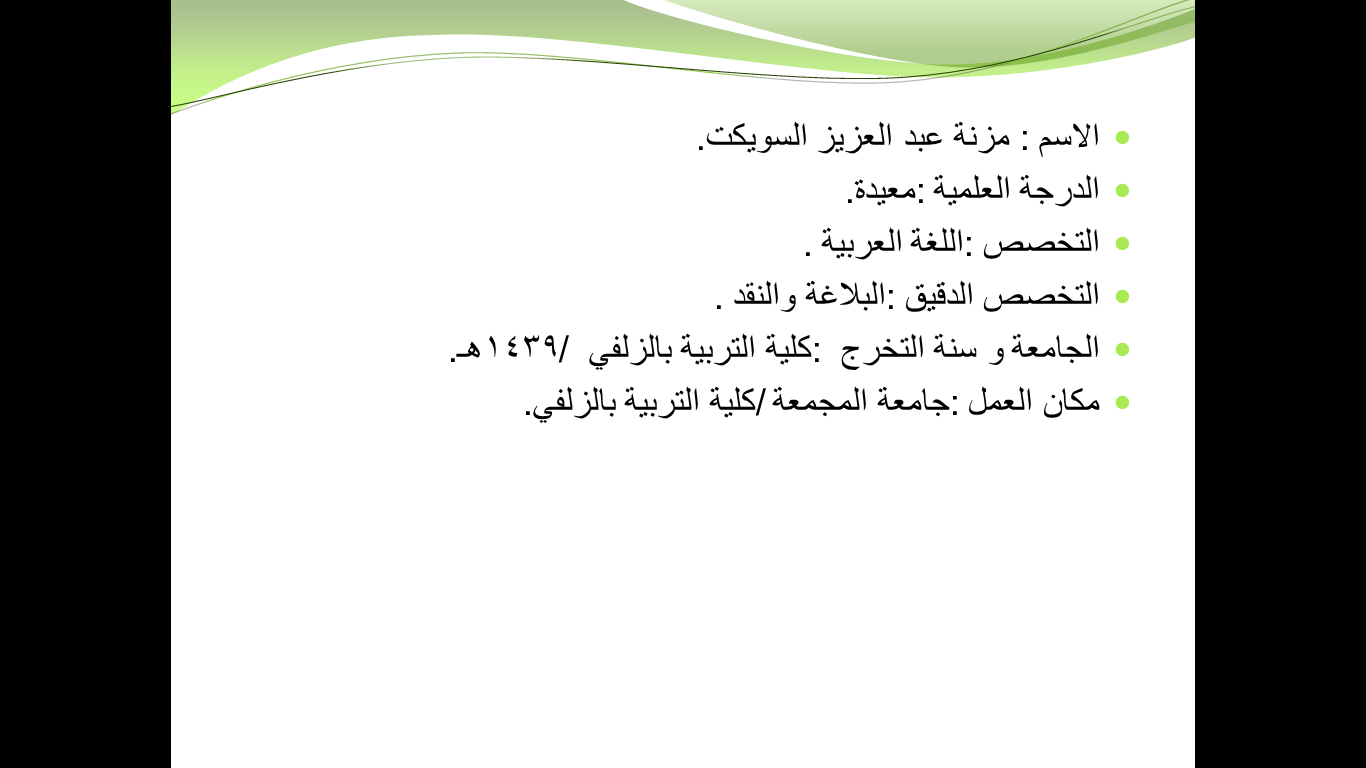 الاسم : مزنة عبد العزيز السويكت.
الدرجة العلمية :معيدة.
التخصص :اللغة العربية .
التخصص الدقيق :البلاغة والنقد .
الجامعة و سنة التخرج :كلية التربية بالزلفي /١٤٣٩هـ.
مكان العمل :جامعة المجمعة /كلية التربية بالزلفي.